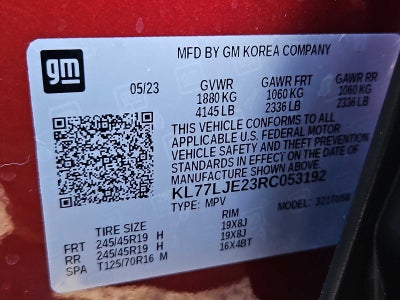 gm
MFD BY GM KOREA COMPANY
05/23 GVWR GAWR FRT GAWR RR
1880 KG 1060 KG 1060 KG
4145 LB 2336 LB 2336 LB
THIS VEHICLE CONFORMS TO ALL
APPLICABLE U.S. FEDERAL MOTOR
VEHICLE SAFETY AND THEFT PREVENTION
STANDARDS IN EFFECT ON THE DATE
OF MANUFACTURE SHOWN ABOVE.
KL77LJE23RC053192
TYPE: MPV MODEL:
TIRE SIZE RIM
FRT 245/45R19 H 19X8J
RR 245/45R19 H 19X8J
SPA T125/70R16 M 16X4BT